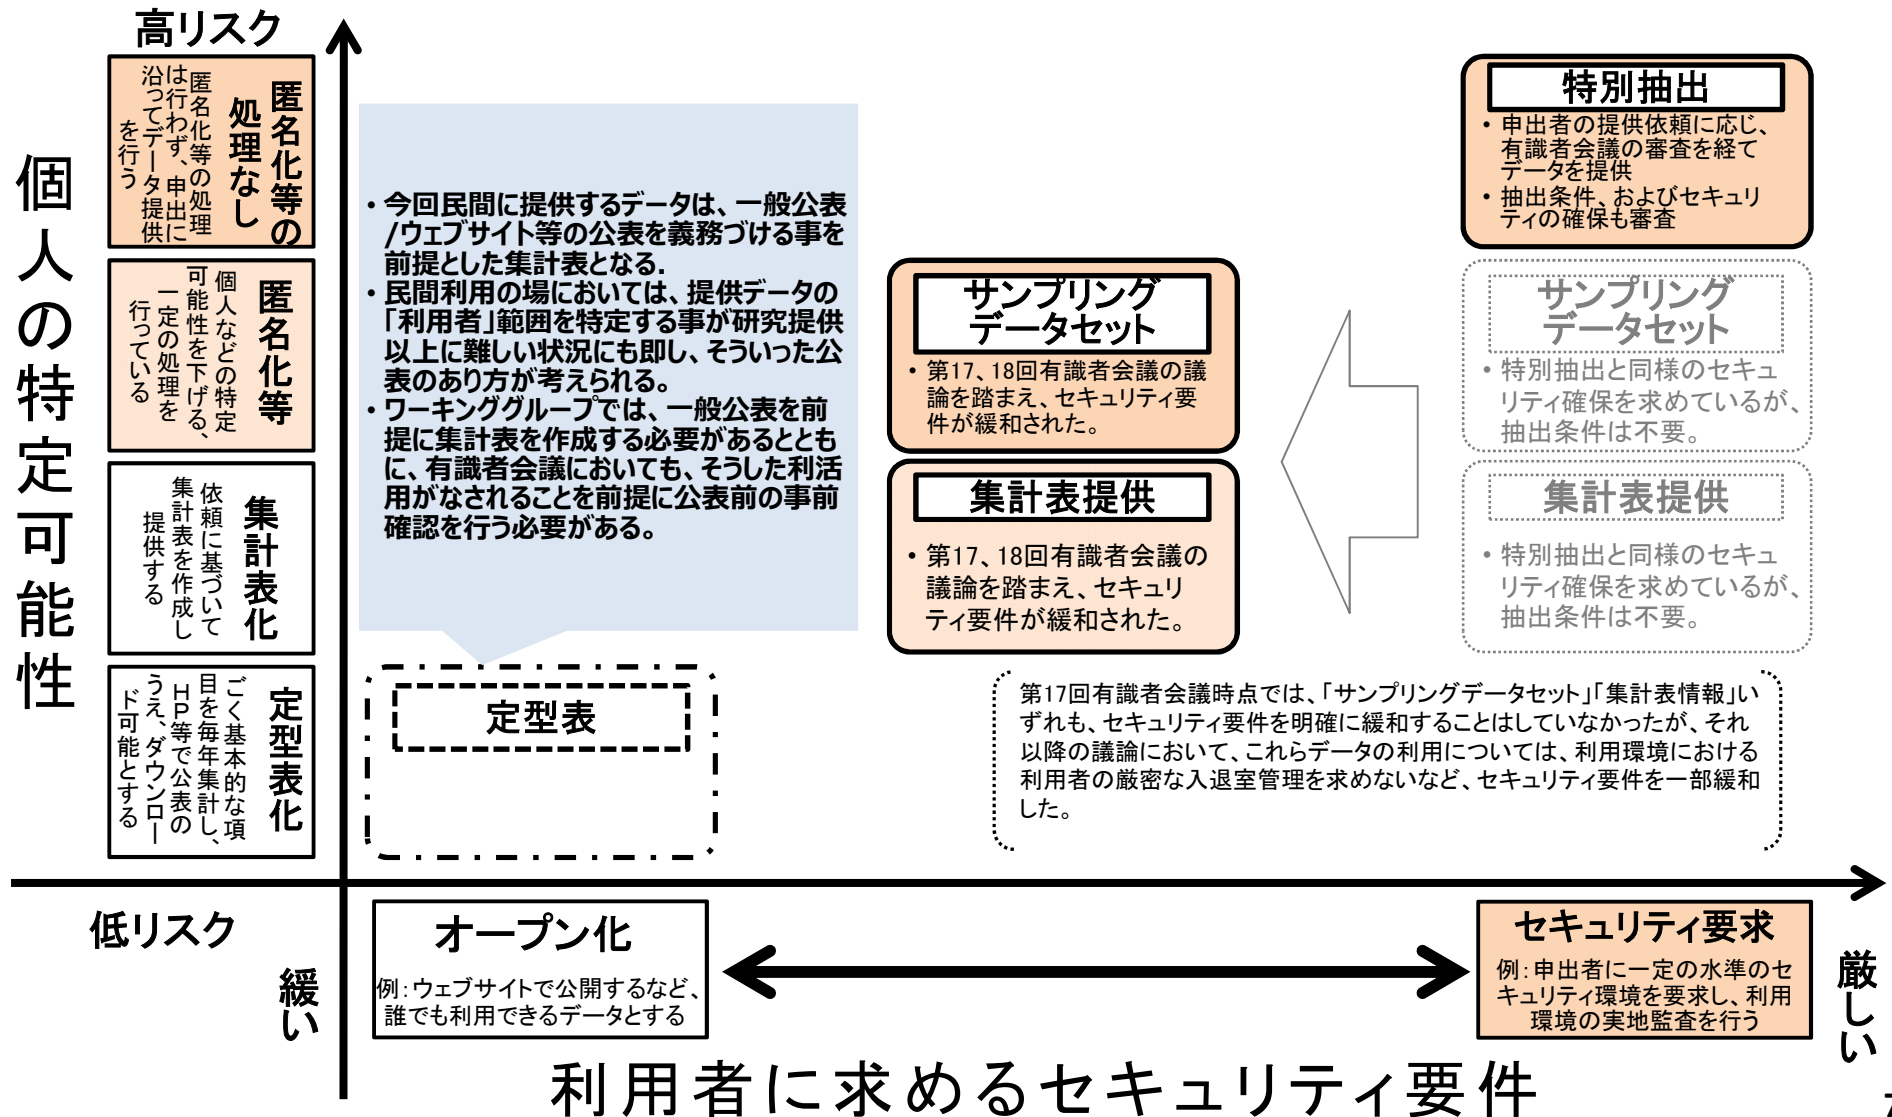 高リスク
個人の特定可能性
匿名化等の
処理なし
匿名化等の処理
は行わず、申出に
沿ってデータ提供
を行う
匿名化等
個人などの特定
可能性を下げる、
一定の処理を
行っている
集計表化
依頼に基づいて
集計表を作成し
提供する
定型表化
ごく基本的な項
目を毎年集計し、
ＨＰ等で公表の
うえ、ダウンロー
ド可能とする
・今回民間に提供するデータは、一般公表
/ウェブサイト等の公表を義務づける事を
前提とした集計表となる.
・民間利用の場においては、提供データの
「利用者」範囲を特定する事が研究提供
以上に難しい状況にも即し、そういった公
表のあり方が考えられる。
・ワーキンググループでは、一般公表を前
提に集計表を作成する必要があるととも
に、有識者会議においても、そうした利活
用がなされることを前提に公表前の事前
確認を行う必要がある。
定型表
サンプリング
データセット
• 第17、18回有識者会議の議
論を踏まえ、セキュリティ要
件が緩和された。
集計表提供
• 第17、18回有識者会議の
議論を踏まえ、セキュリ
ティ要件が緩和された。
特別抽出
• 申出者の提供依頼に応じ、
有識者会議の審査を経て
データを提供
• 抽出条件、およびセキュリ
ティの確保も審査
サンプリング
データセット
• 特別抽出と同様のセキュ
リティ確保を求めているが、
抽出条件は不要。
集計表提供
• 特別抽出と同様のセキュ
リティ確保を求めているが、
抽出条件は不要。
第17回有識者会議時点では、「サンプリングデータセット」「集計表情報」い
ずれも、セキュリティ要件を明確に緩和することはしていなかったが、それ
以降の議論において、これらデータの利用については、利用環境における
利用者の厳密な入退室管理を求めないなど、セキュリティ要件を一部緩和
した。
低リスク
緩い
オープン化
例：ウェブサイトで公開するなど、
誰でも利用できるデータとする
セキュリティ要求
例：申出者に一定の水準のセ
キュリティ環境を要求し、利用
環境の実地監査を行う
厳しい
利用者に求めるセキュリティ要件